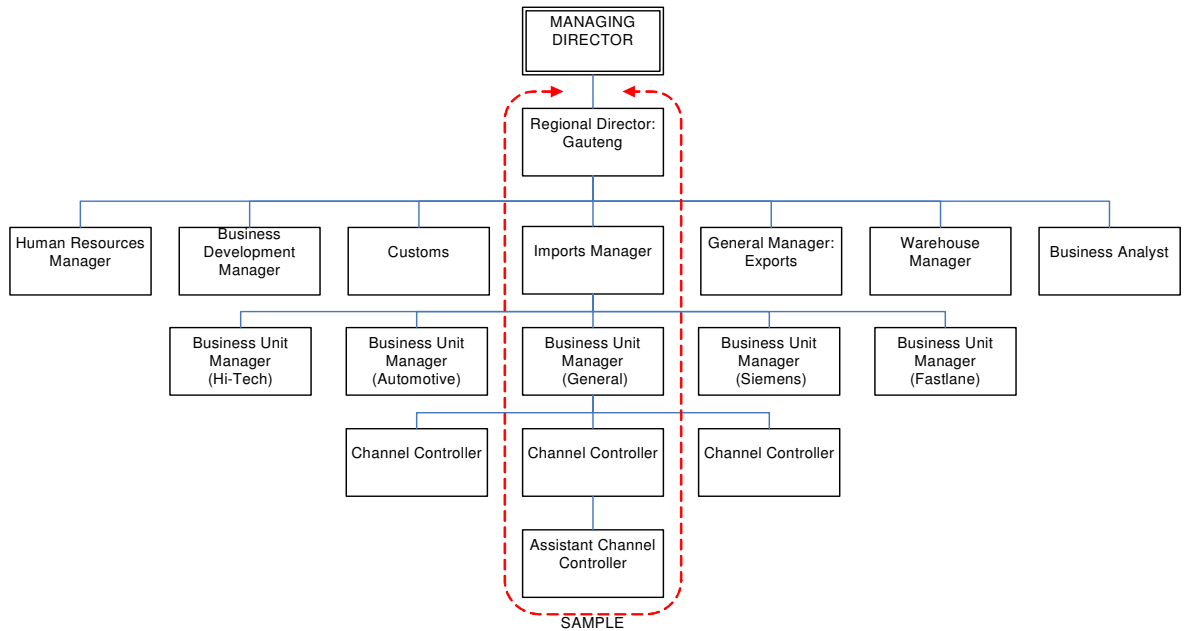 MANAGING
DIRECTOR
Regional Director:
Gauteng
Human Resources
Manager
Business
Development
Manager
Customs
Imports Manager
General Manager:
Exports
Warehouse
Manager
Business Analyst
Business Unit
Manager
(Hi-Tech)
Business Unit
Manager
(Automotive)
Business Unit
Manager
(General)
Business Unit
Manager
(Siemens)
Business Unit
Manager
(Fastlane)
Channel Controller
Channel Controller
Channel Controller
Assistant Channel
Controller
SAMPLE